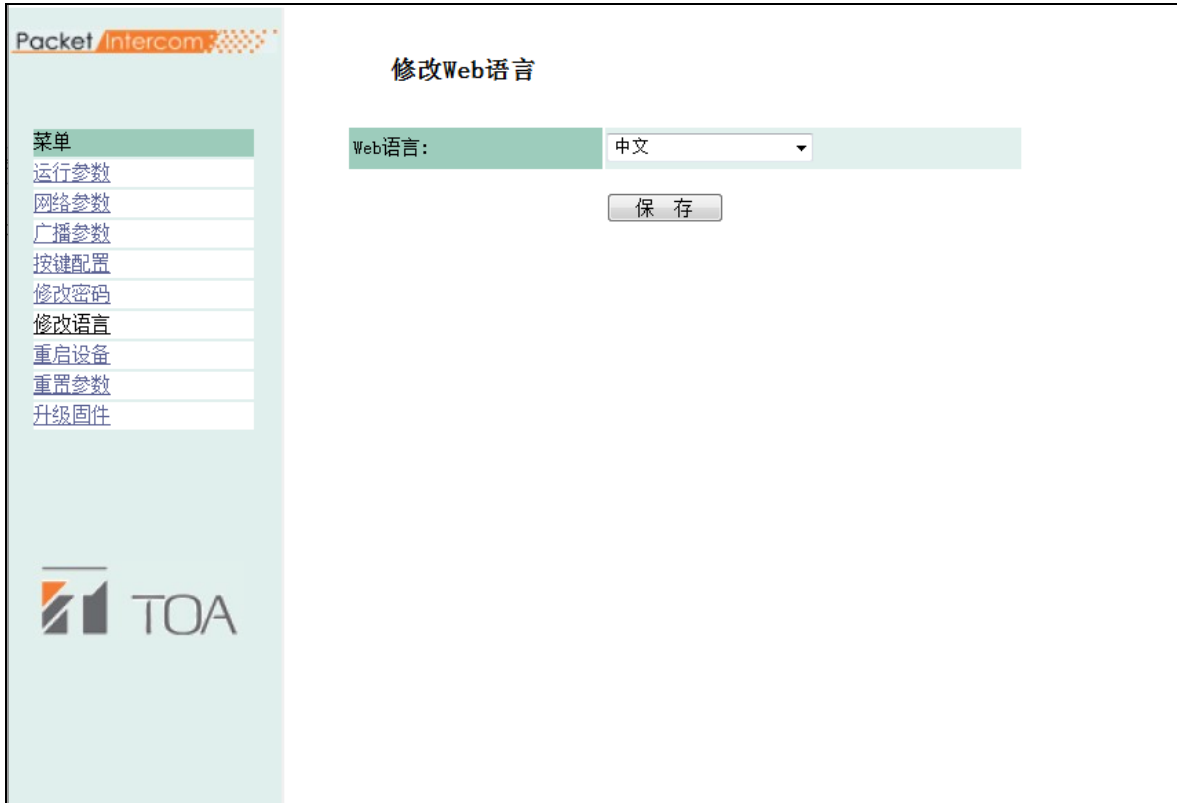 Packet Intercom
修改Web语言
菜单
运行参数
网络参数
广播参数
按键配置
修改密码
修改语言
重启设备
重置参数
升级固件
Web语言: 中文
保 存
TOA